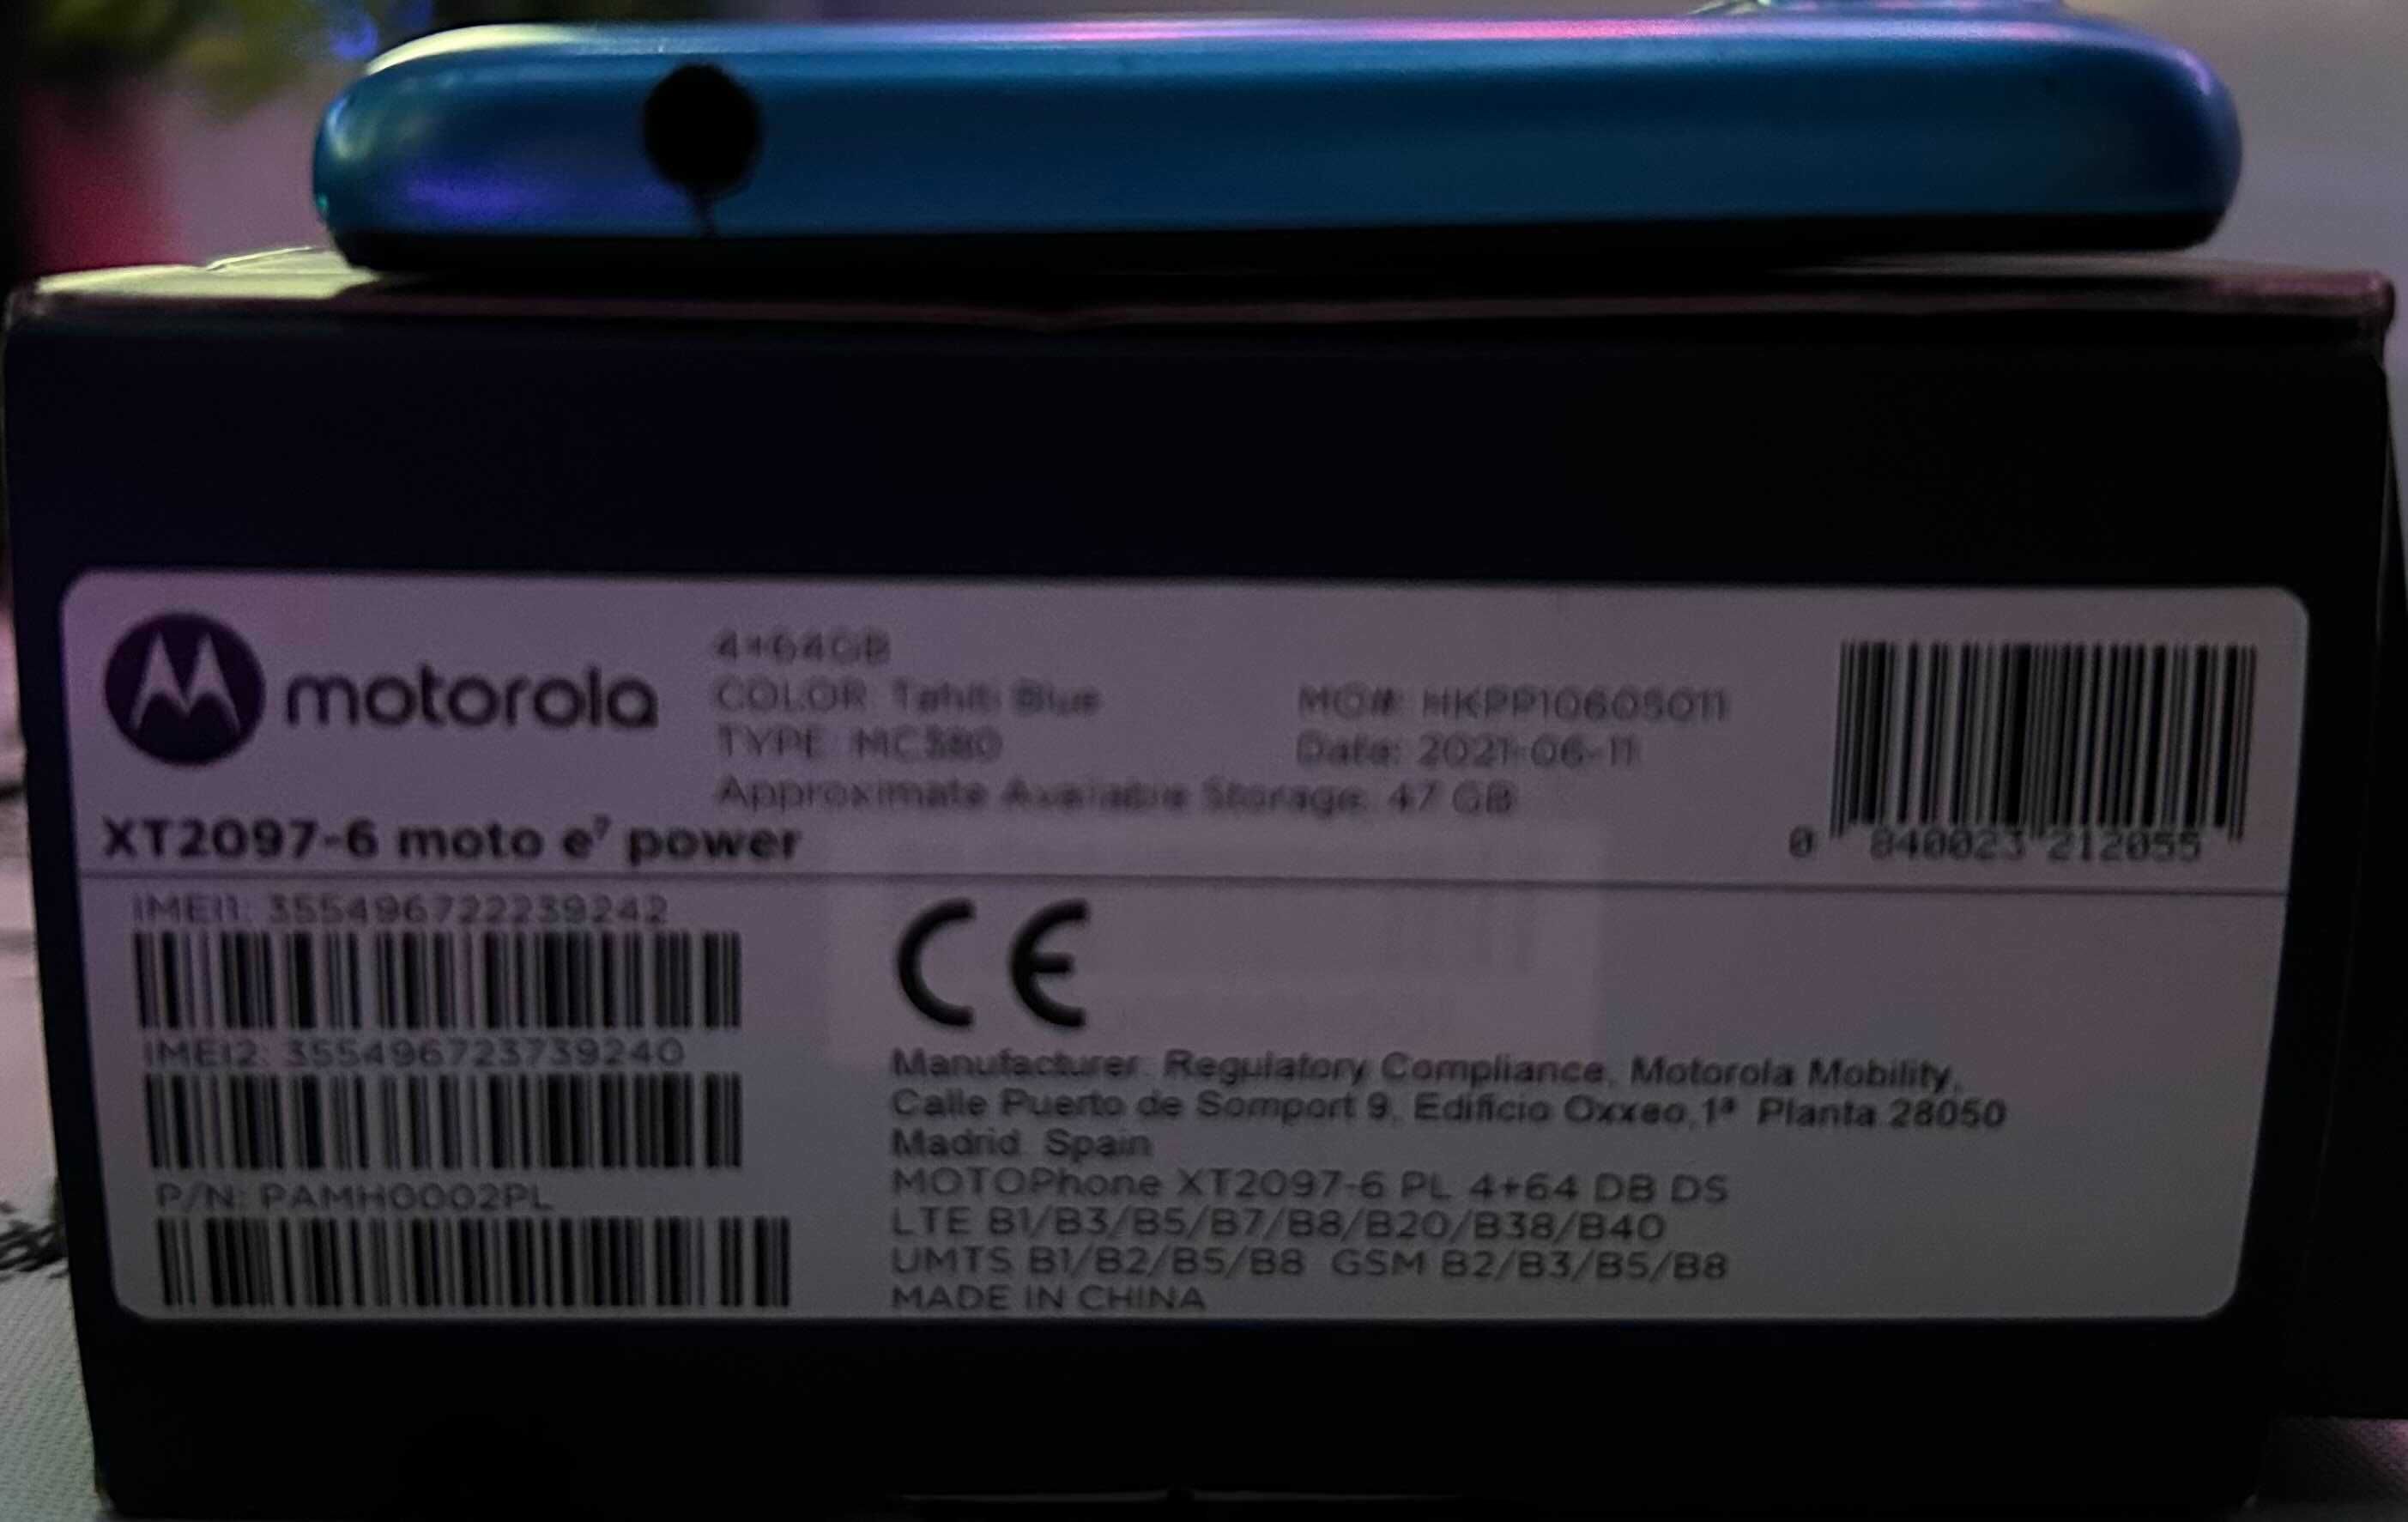 motorola
4+64GB
COLOR: Tahiti Blue
TYPE: MC380
Approximate Available Storage: 47 GB
MO#: HKPP10605011
Date: 2021-06-11
0 840023 212055
XT2097-6 moto e⁷ power
IMEI1: 355496722239242
IMEI2: 355496723739240
P/N: PAMH0002PL
CE
Manufacturer: Regulatory Compliance, Motorola Mobility,
Calle Puerto de Somport 9, Edificio Oxxeo,1ª Planta 28050
Madrid. Spain
MOTOPhone XT2097-6 PL 4+64 DB DS
LTE B1/B3/B5/B7/B8/B20/B38/B40
UMTS B1/B2/B5/B8 GSM B2/B3/B5/B8
MADE IN CHINA